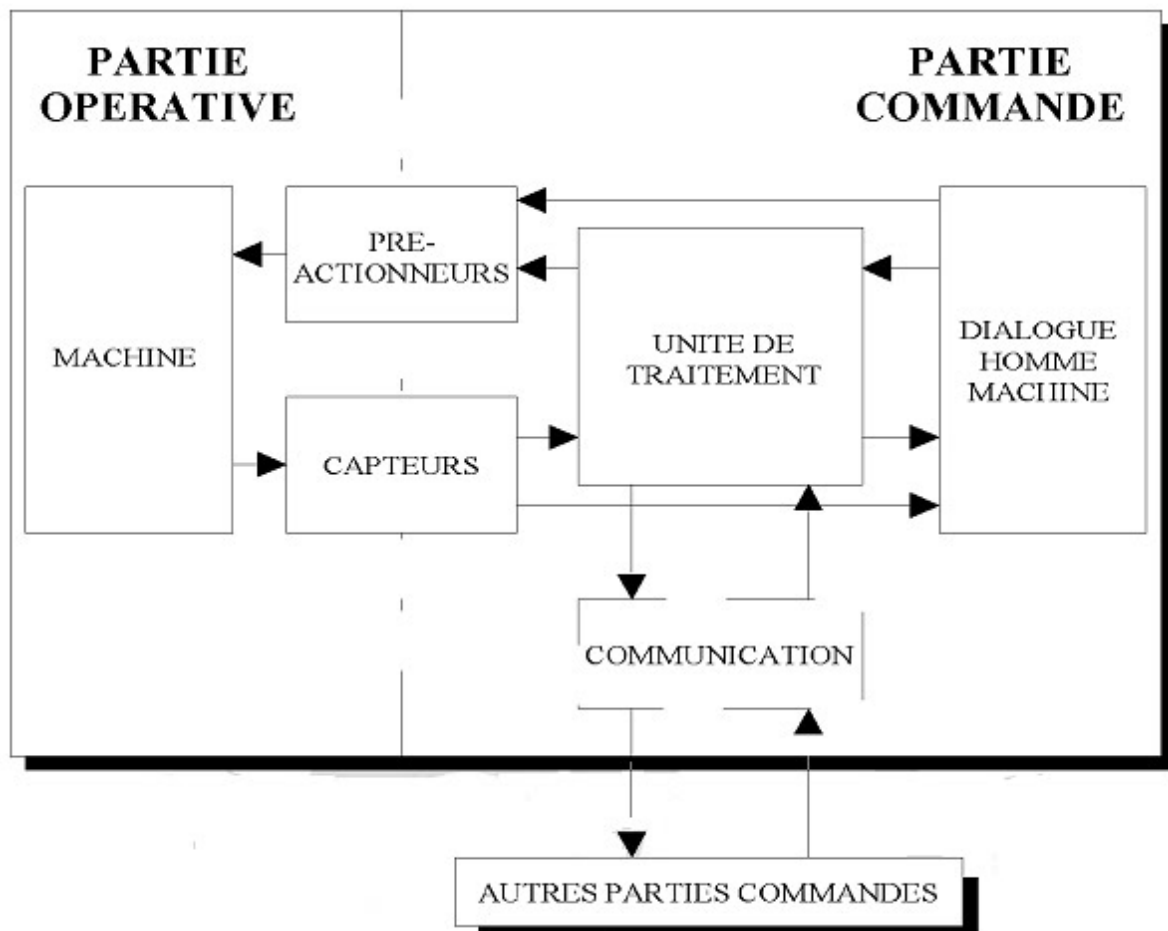 PARTIE
OPERATIVE
PARTIE
COMMANDE
PRE-
ACTIONNEURS
MACHINE
UNITE DE
TRAITEMENT
DIALOGUE
HOMME
MACHINE
CAPTEURS
COMMUNICATION
AUTRES PARTIES COMMANDES